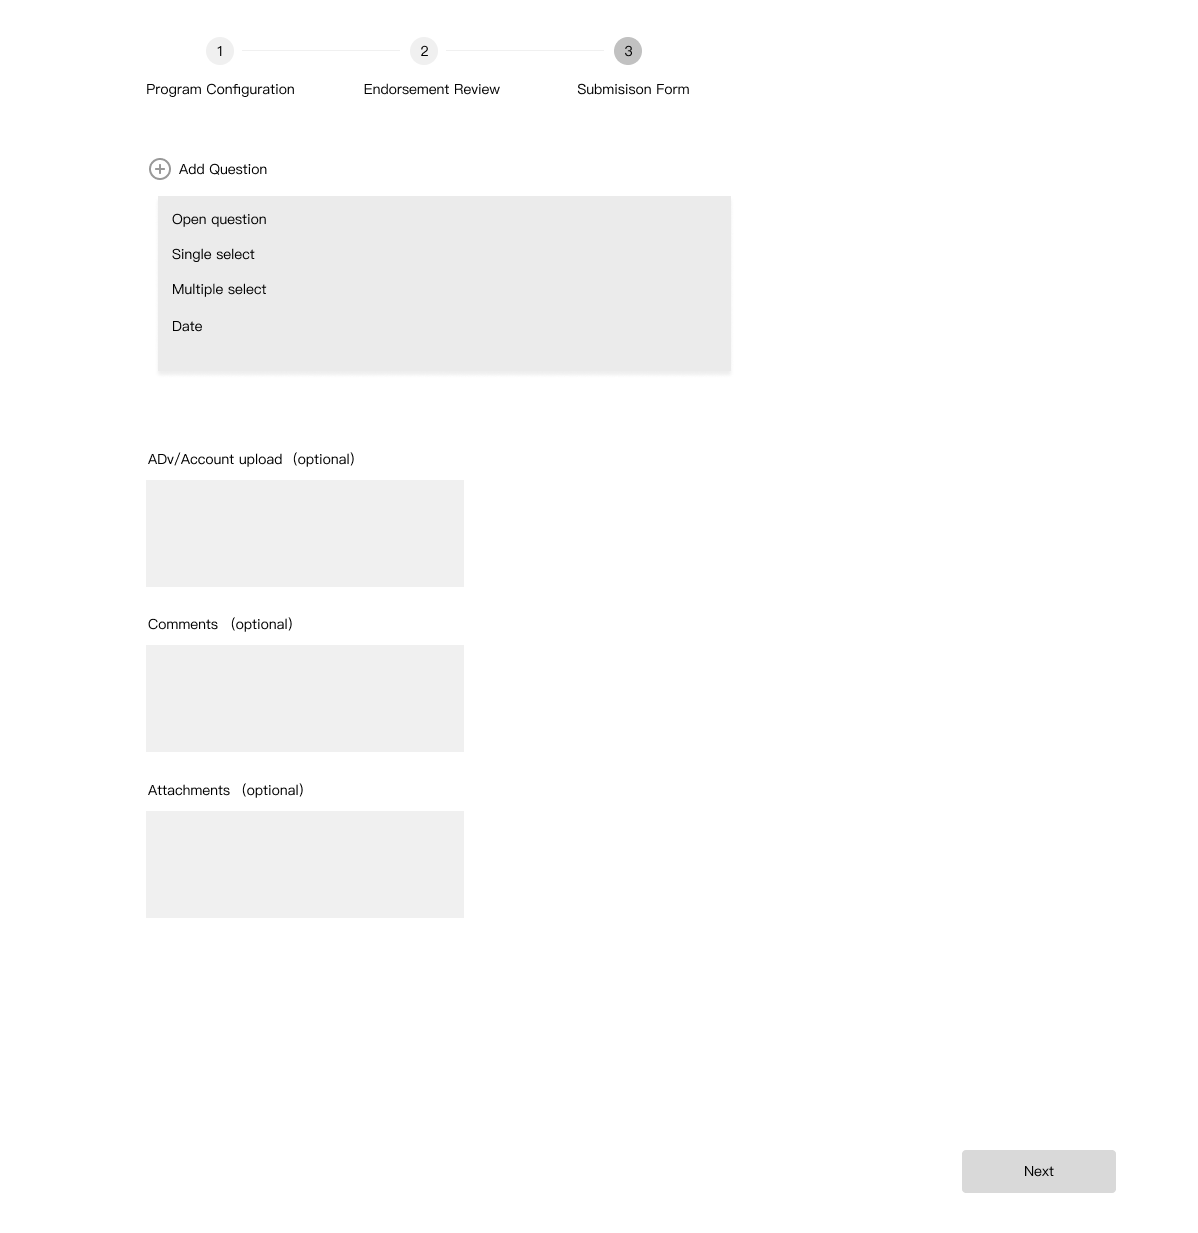 1
2
3
Program Configuration
Endorsement Review
Submisison Form
Add Question
Open question
Single select
Multiple select
Date
ADv/Account upload（optional）
Comments （optional）
Attachments （optional）
Next